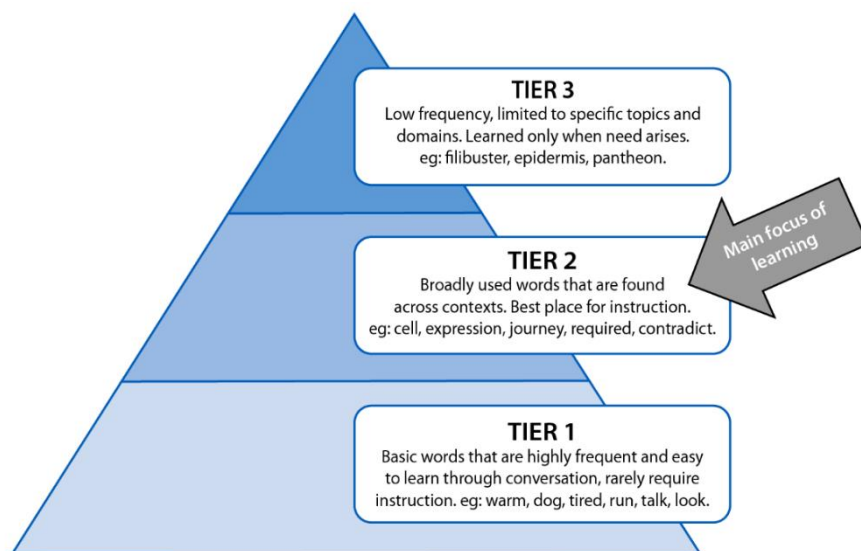 TIER 3
Low frequency, limited to specific topics and
domains. Learned only when need arises.
eg: filibuster, epidermis, pantheon.
Main focus of
learning
TIER 2
Broadly used words that are found
across contexts. Best place for instruction.
eg: cell, expression, journey, required, contradict.
TIER 1
Basic words that are highly frequent and easy
to learn through conversation, rarely require
instruction. eg: warm, dog, tired, run, talk, look.